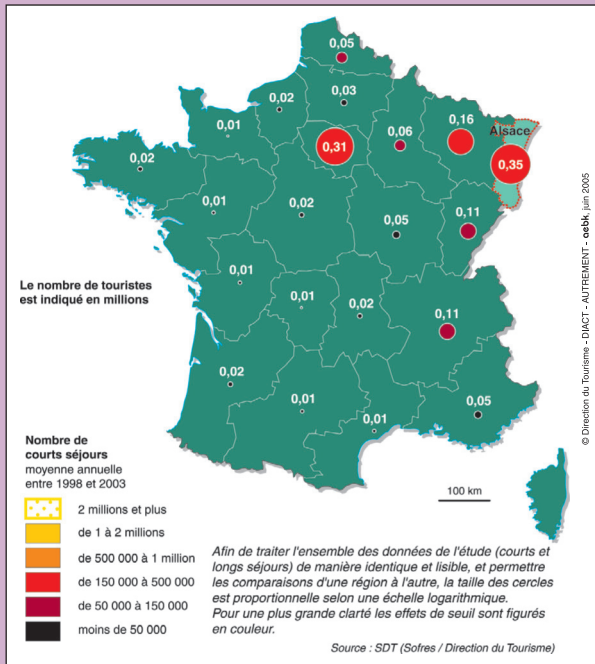 0,05
0,03
0,02
0,01
0,02
0,31
0,06
0,16
Alsace
0,35
0,01
0,02
0,05
0,11
Le nombre de touristes
est indiqué en millions
0,01
0,01
0,02
0,11
0,02
0,01
0,01
0,05
© Direction du Tourisme - DIACT - AUTREMENT - aebk, juin 2005
Nombre de
courts séjours
moyenne annuelle
entre 1998 et 2003
2 millions et plus
de 1 à 2 millions
de 500 000 à 1 million
de 150 000 à 500 000
de 50 000 à 150 000
moins de 50 000
100 km
Afin de traiter l'ensemble des données de l'étude (courts et
longs séjours) de manière identique et lisible, et permettre
les comparaisons d'une région à l'autre, la taille des cercles
est proportionnelle selon une échelle logarithmique.
Pour une plus grande clarté les effets de seuil sont figurés
en couleur.
Source : SDT (Sofres / Direction du Tourisme)